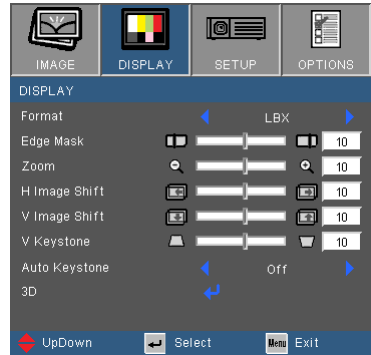 IMAGE DISPLAY SETUP OPTIONS
DISPLAY
Format LBX
Edge Mask 10
Zoom 10
H Image Shift 10
V Image Shift 10
V Keystone 10
Auto Keystone Off
3D
UpDown Select Menu Exit